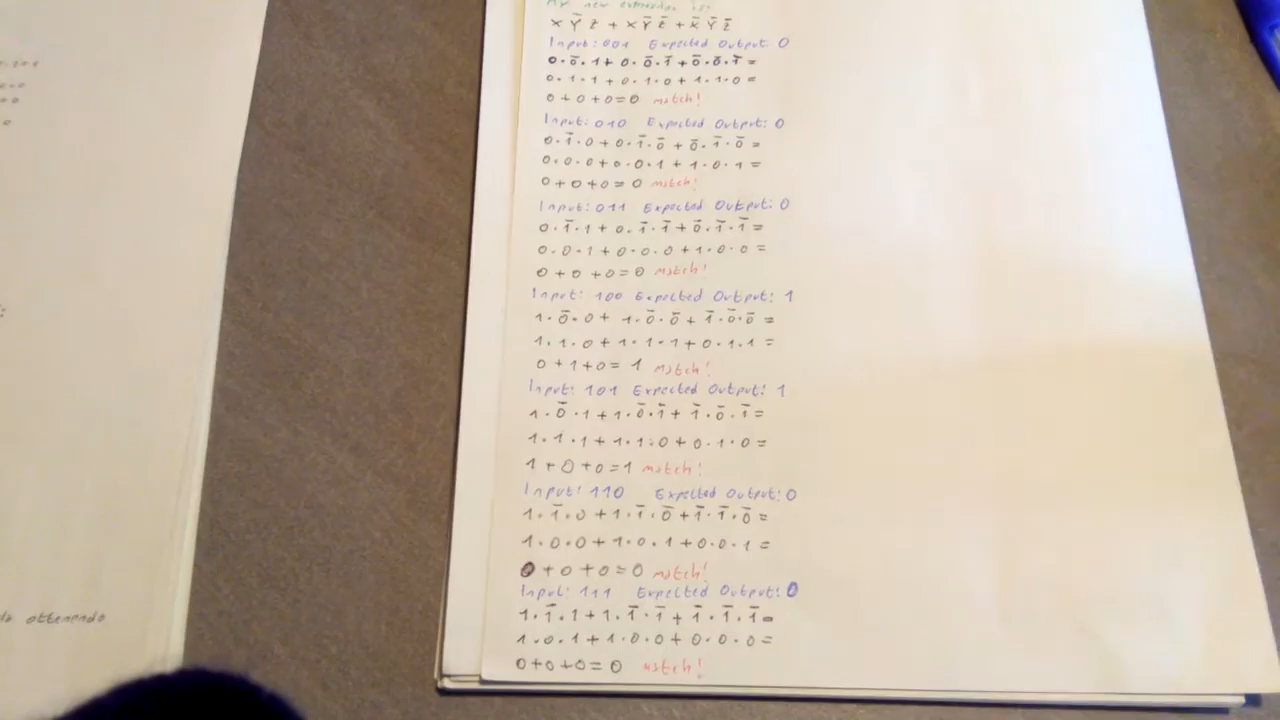 My new expression is:
X Y̅ Z + X Y̅ Z̅ + X̅ Y̅ Z̅
Input: 001 Expected Output: 0
0·0̅·1+0·0̅·1̅+0̅·0̅·1̅=
0·1·1+0·1·0+1·1·0=
0+0+0=0 match!
Input: 010 Expected Output: 0
0·1̅·0+0·1̅·0̅+0̅·1̅·0̅=
0·0·0+0·0·1+1·0·1=
0+0+0=0 match!
Input: 011 Expected Output: 0
0·1̅·1+0·1̅·1̅+0̅·1̅·1̅=
0·0·1+0·0·0+1·0·0=
0+0+0=0 match!
Input: 100 Expected Output: 1
1·0̅·0+1·0̅·0̅+1̅·0̅·0̅=
1·1·0+1·1·1+0·1·1=
0+1+0=1 match!
Input: 101 Expected Output: 1
1·0̅·1+1·0̅·1̅+1̅·0̅·1̅=
1·1·1+1·1·0+0·1·0=
1+0+0=1 match!
Input: 110 Expected Output: 0
1·1̅·0+1·1̅·0̅+1̅·1̅·0̅=
1·0·0+1·0·1+0·0·1=
0+0+0=0 match!
Input: 111 Expected Output: 0
1·1̅·1+1·1̅·1̅+1̅·1̅·1̅=
1·0·1+1·0·0+0·0·0=
0+0+0=0 match!
ottenendo